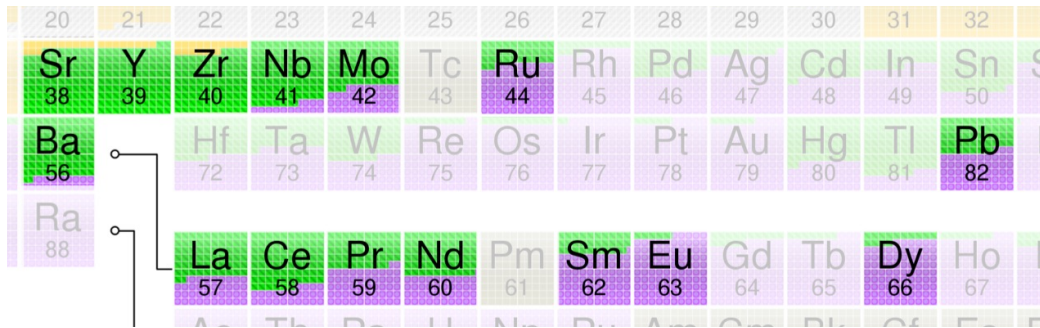 20 21 22 23 24 25 26 27 28 29 30 31 32
Sr Y Zr Nb Mo Tc Ru Rh Pd Ag Cd In Sn
38 39 40 41 42 43 44 45 46 47 48 49 50
Ba Hf Ta W Re Os Ir Pt Au Hg Tl Pb
56 72 73 74 75 76 77 78 79 80 81 82
Ra
88
La Ce Pr Nd Pm Sm Eu Gd Tb Dy Ho
57 58 59 60 61 62 63 64 65 66 67